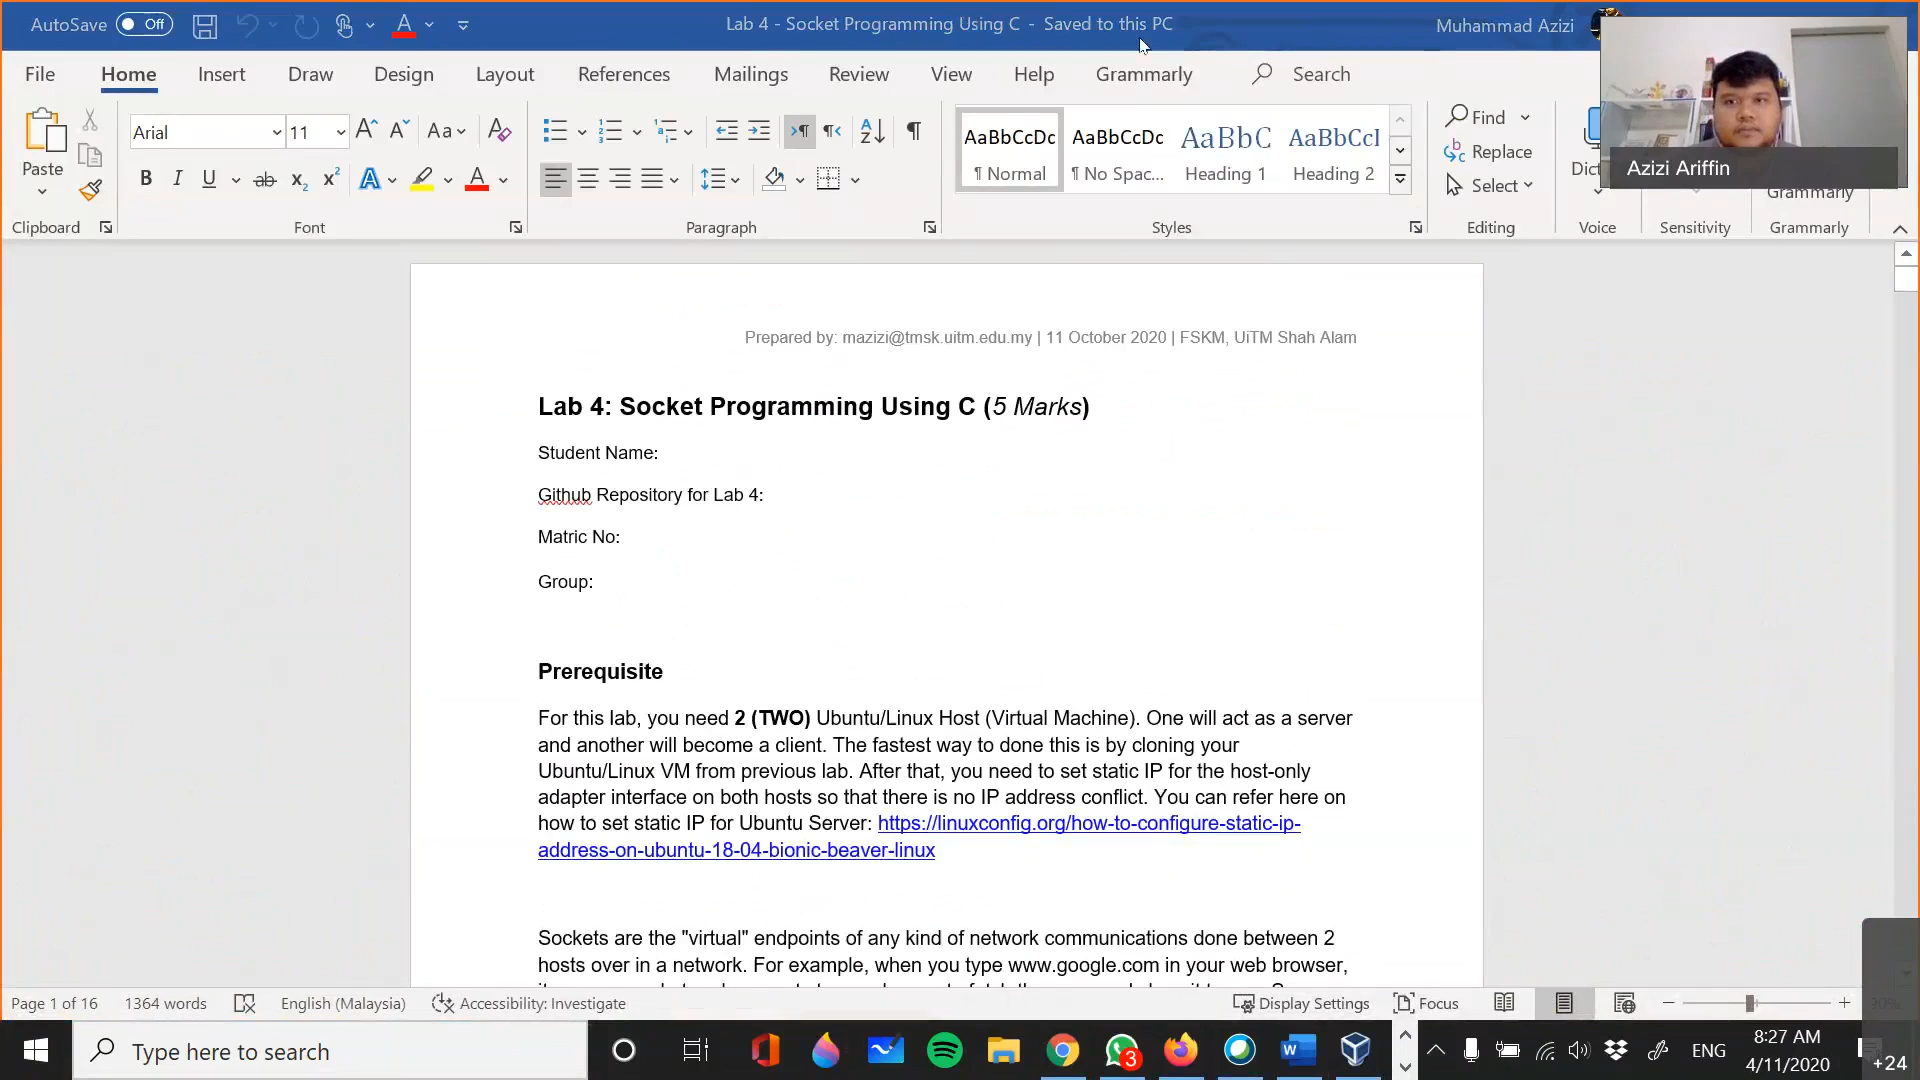 AutoSave Off
Lab 4 - Socket Programming Using C - Saved to this PC
Muhammad Azizi
File Home Insert Draw Design Layout References Mailings Review View Help Grammarly Search
Arial 11
Aa
AaBbCcDc AaBbCcDc AaBbC AaBbCcI
Find
Replace
Select
Paste
¶ Normal ¶ No Spac... Heading 1 Heading 2
Azizi Ariffin
Grammarly
Clipboard Font Paragraph Styles Editing Voice Sensitivity Grammarly
Prepared by: mazizi@tmsk.uitm.edu.my | 11 October 2020 | FSKM, UiTM Shah Alam
Lab 4: Socket Programming Using C (5 Marks)
Student Name:
Github Repository for Lab 4:
Matric No:
Group:
Prerequisite
For this lab, you need 2 (TWO) Ubuntu/Linux Host (Virtual Machine). One will act as a server
and another will become a client. The fastest way to done this is by cloning your
Ubuntu/Linux VM from previous lab. After that, you need to set static IP for the host-only
adapter interface on both hosts so that there is no IP address conflict. You can refer here on
how to set static IP for Ubuntu Server: https://linuxconfig.org/how-to-configure-static-ip-
address-on-ubuntu-18-04-bionic-beaver-linux
Sockets are the "virtual" endpoints of any kind of network communications done between 2
hosts over in a network. For example, when you type www.google.com in your web browser,
Page 1 of 16 1364 words English (Malaysia) Accessibility: Investigate Display Settings Focus
Type here to search
3
ENG
8:27 AM
4/11/2020
+24